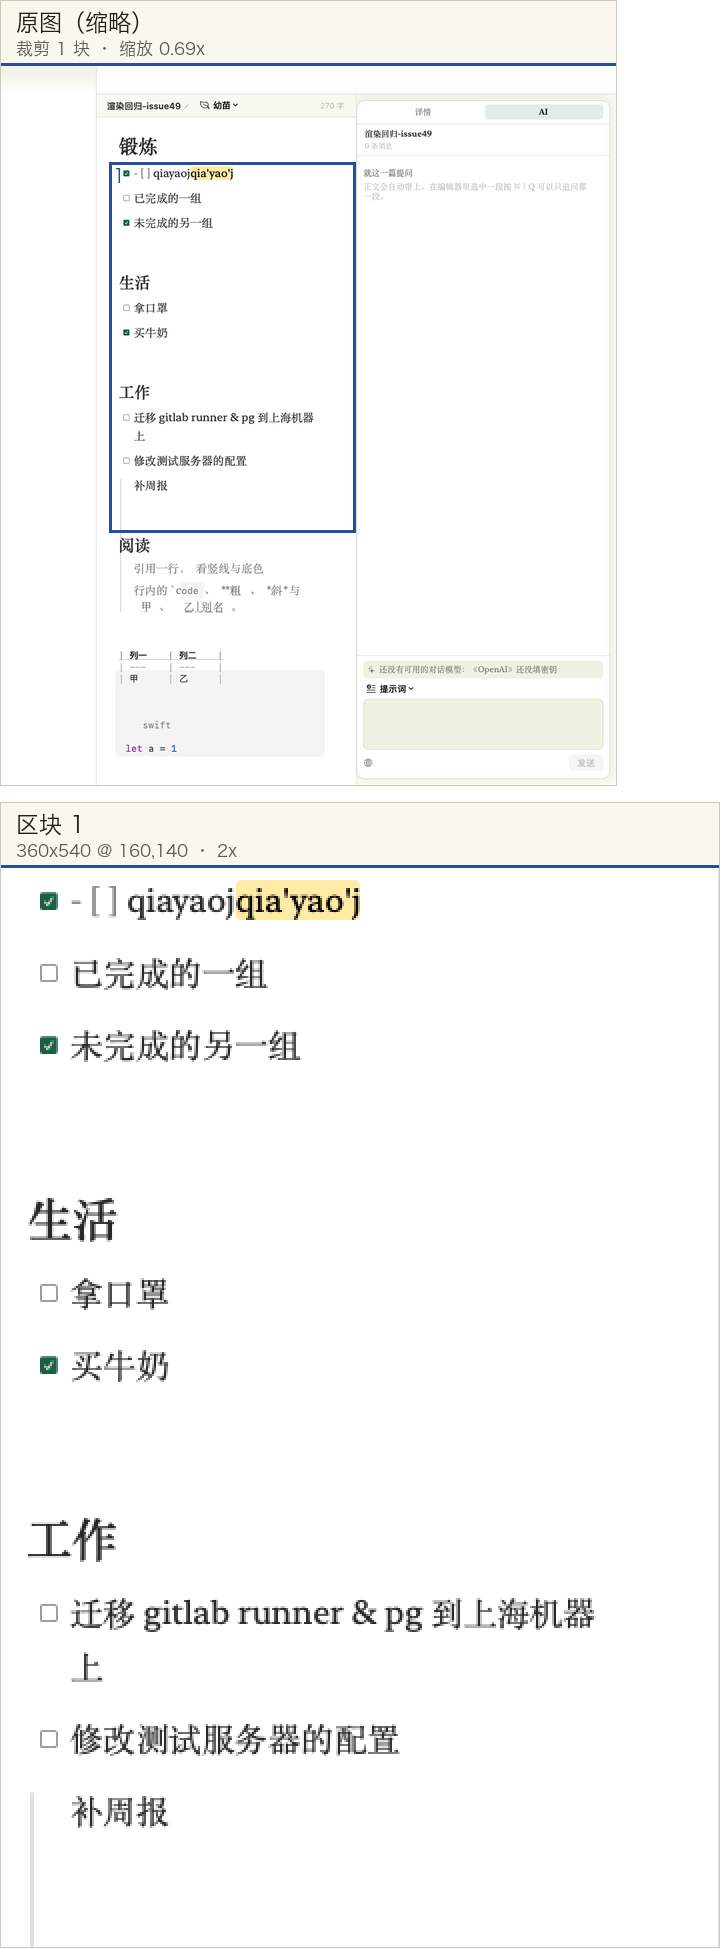 原图（缩略）
裁剪 1 块 · 缩放 0.69x
渲染回归-issue49
幼苗
270 字
详情
AI
渲染回归-issue49
0 条消息
锻炼
- [ ] qiayaojqia'yao'j
已完成的一组
未完成的另一组
就这一篇提问
正文会自动带上。在编辑器里选中一段按 ⌘⇧Q 可以只追问那
一段。
生活
拿口罩
买牛奶
工作
迁移 gitlab runner & pg 到上海机器
上
修改测试服务器的配置
补周报
阅读
引用一行， 看竖线与底色
行内的 `code 、 **粗 、 *斜*与
甲 、 乙|别名 。
| 列一 | 列二 |
| --- | --- |
| 甲 | 乙 |
swift
let a = 1
还没有可用的对话模型：《OpenAI》还没填密钥
提示词
发送
区块 1
360x540 @ 160,140 · 2x
- [ ] qiayaojqia'yao'j
已完成的一组
未完成的另一组
生活
拿口罩
买牛奶
工作
迁移 gitlab runner & pg 到上海机器
上
修改测试服务器的配置
补周报